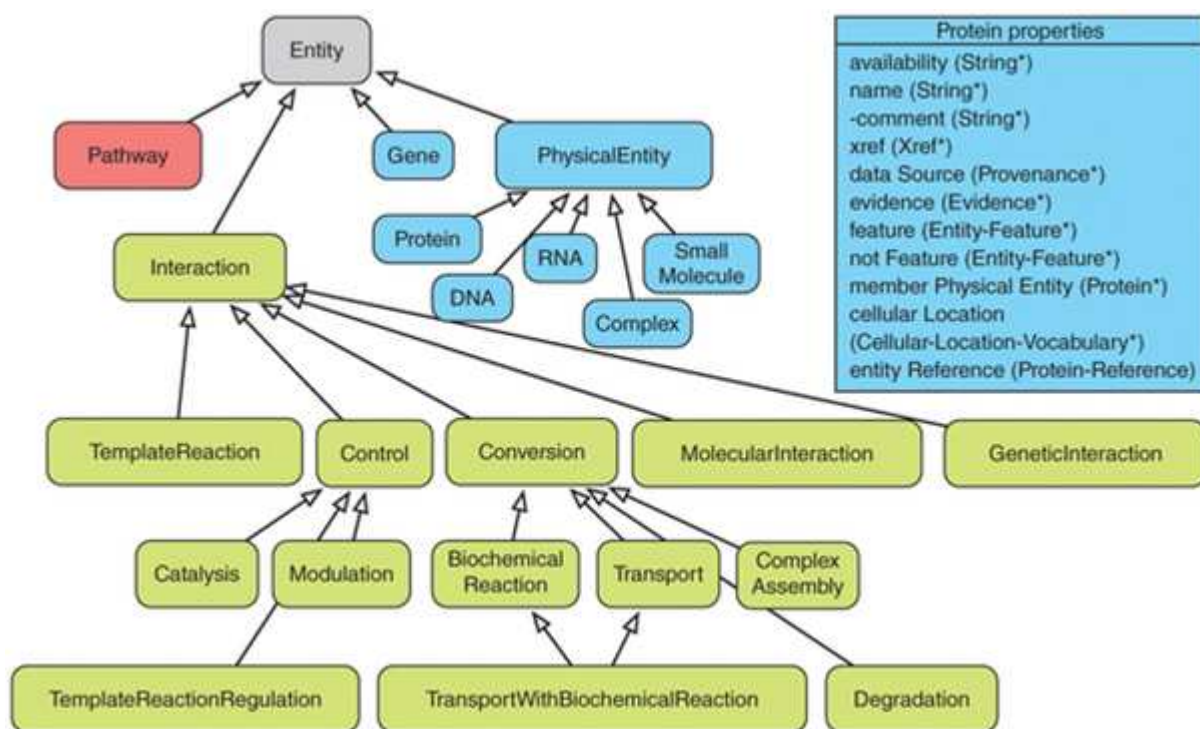 Entity
Pathway
Gene
PhysicalEntity
Protein
DNA
RNA
Complex
Small
Molecule
Interaction
TemplateReaction
Control
Conversion
MolecularInteraction
GeneticInteraction
Catalysis
Modulation
Biochemical
Reaction
Transport
Complex
Assembly
TemplateReactionRegulation
TransportWithBiochemicalReaction
Degradation
Protein properties
availability (String*)
name (String*)
-comment (String*)
xref (Xref*)
data Source (Provenance*)
evidence (Evidence*)
feature (Entity-Feature*)
not Feature (Entity-Feature*)
member Physical Entity (Protein*)
cellular Location
(Cellular-Location-Vocabulary*)
entity Reference (Protein-Reference)